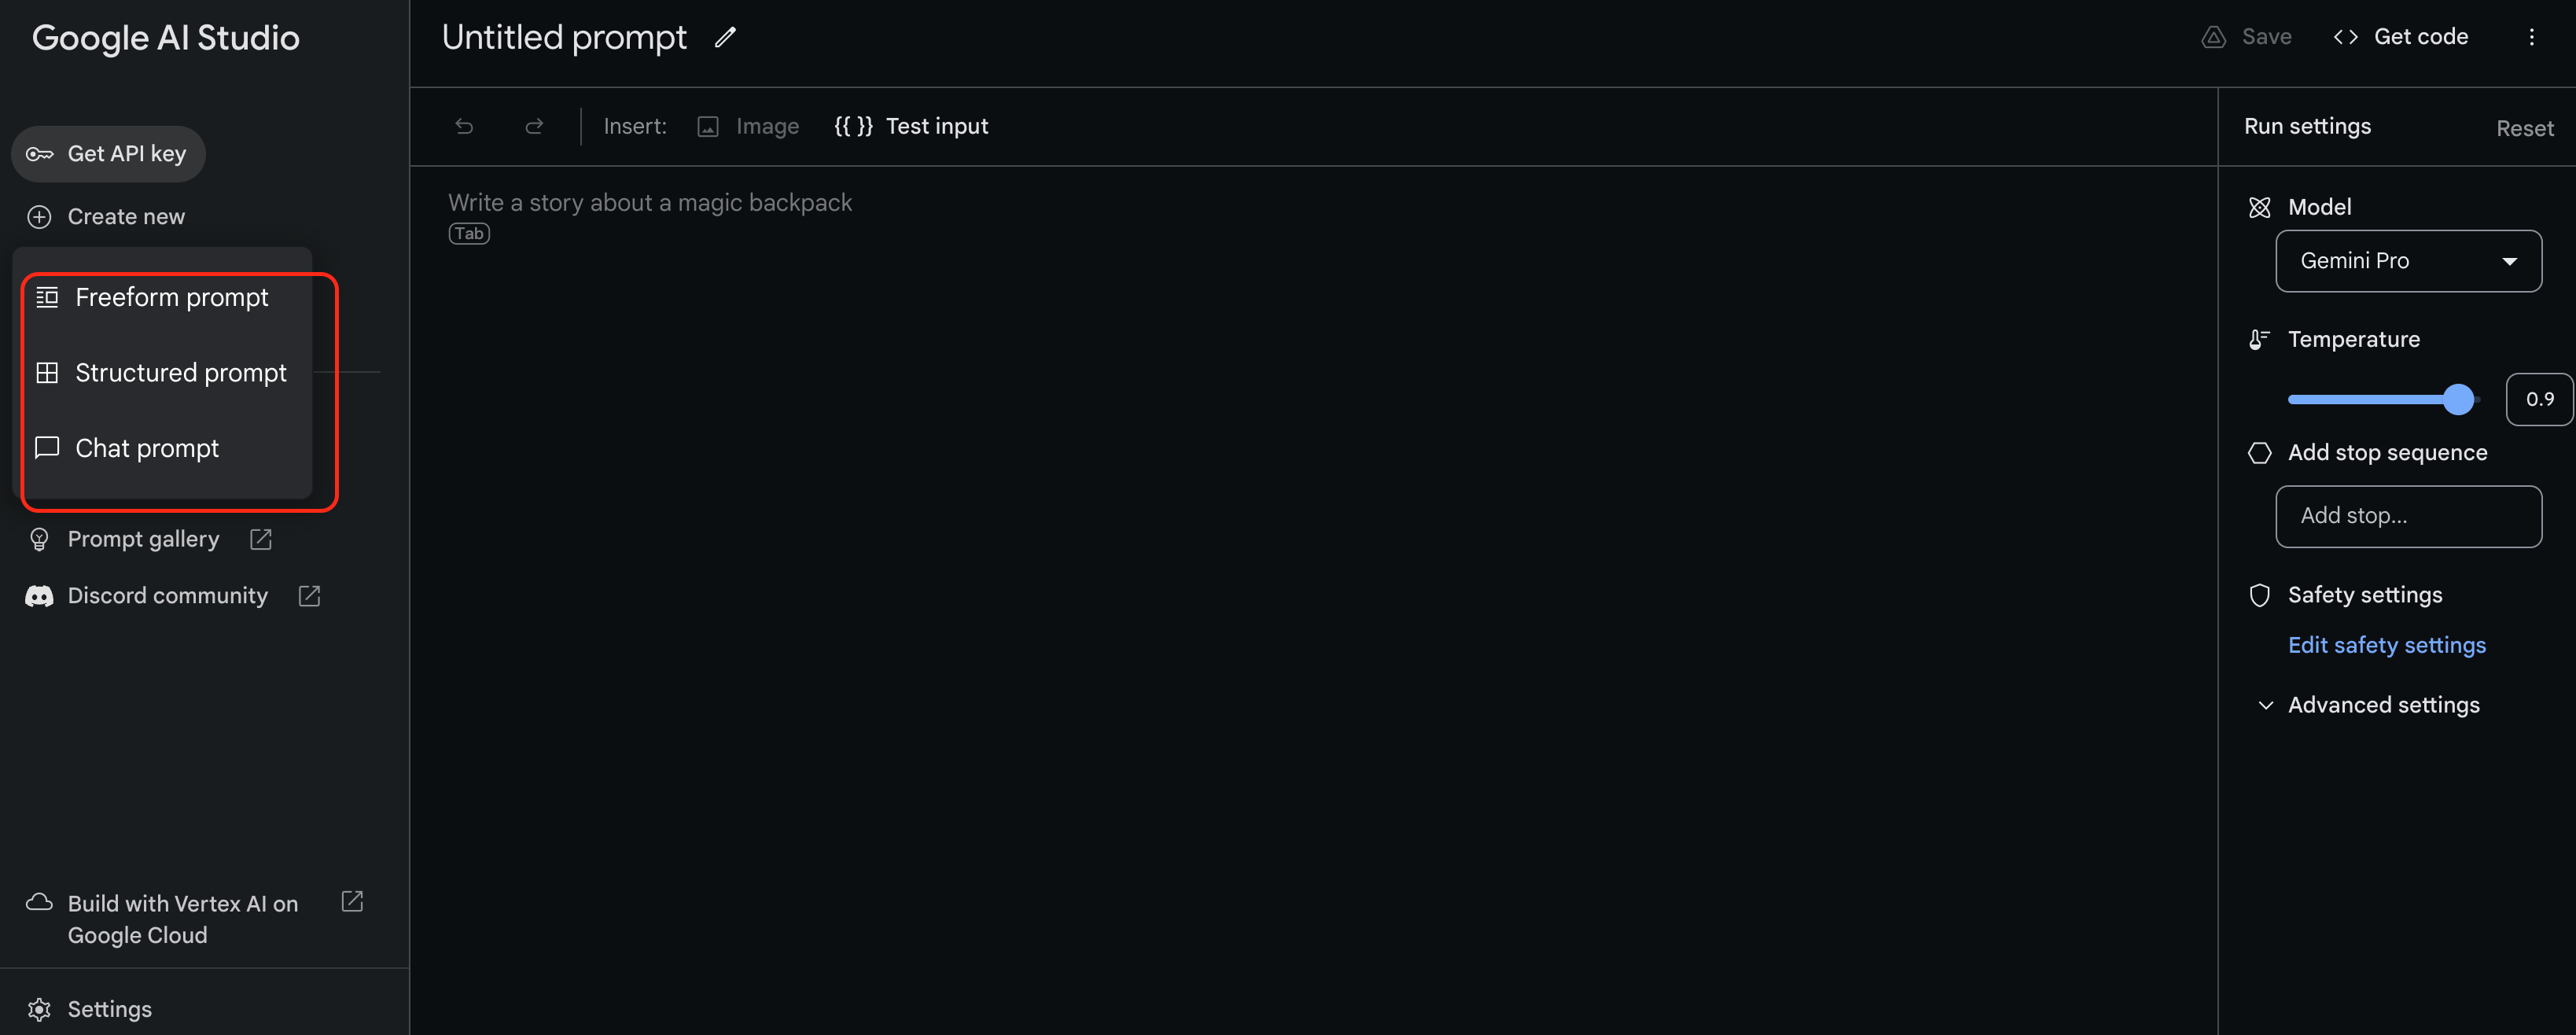 Google AI Studio
Get API key
Create new
Freeform prompt
Structured prompt
Chat prompt
Prompt gallery
Discord community
Build with Vertex AI on
Google Cloud
Settings
Untitled prompt
Save
Get code
Insert:
Image
{{ }} Test input
Write a story about a magic backpack
Tab
Run settings
Reset
Model
Gemini Pro
Temperature
0.9
Add stop sequence
Add stop...
Safety settings
Edit safety settings
Advanced settings